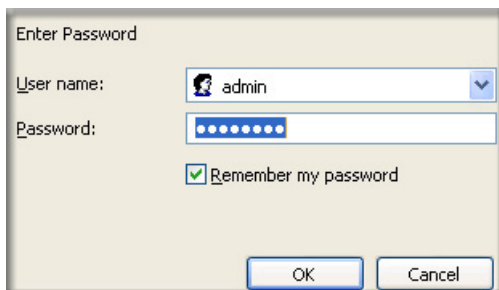 Enter Password
User name:
admin
Password:
••••••••
Remember my password
OK
Cancel